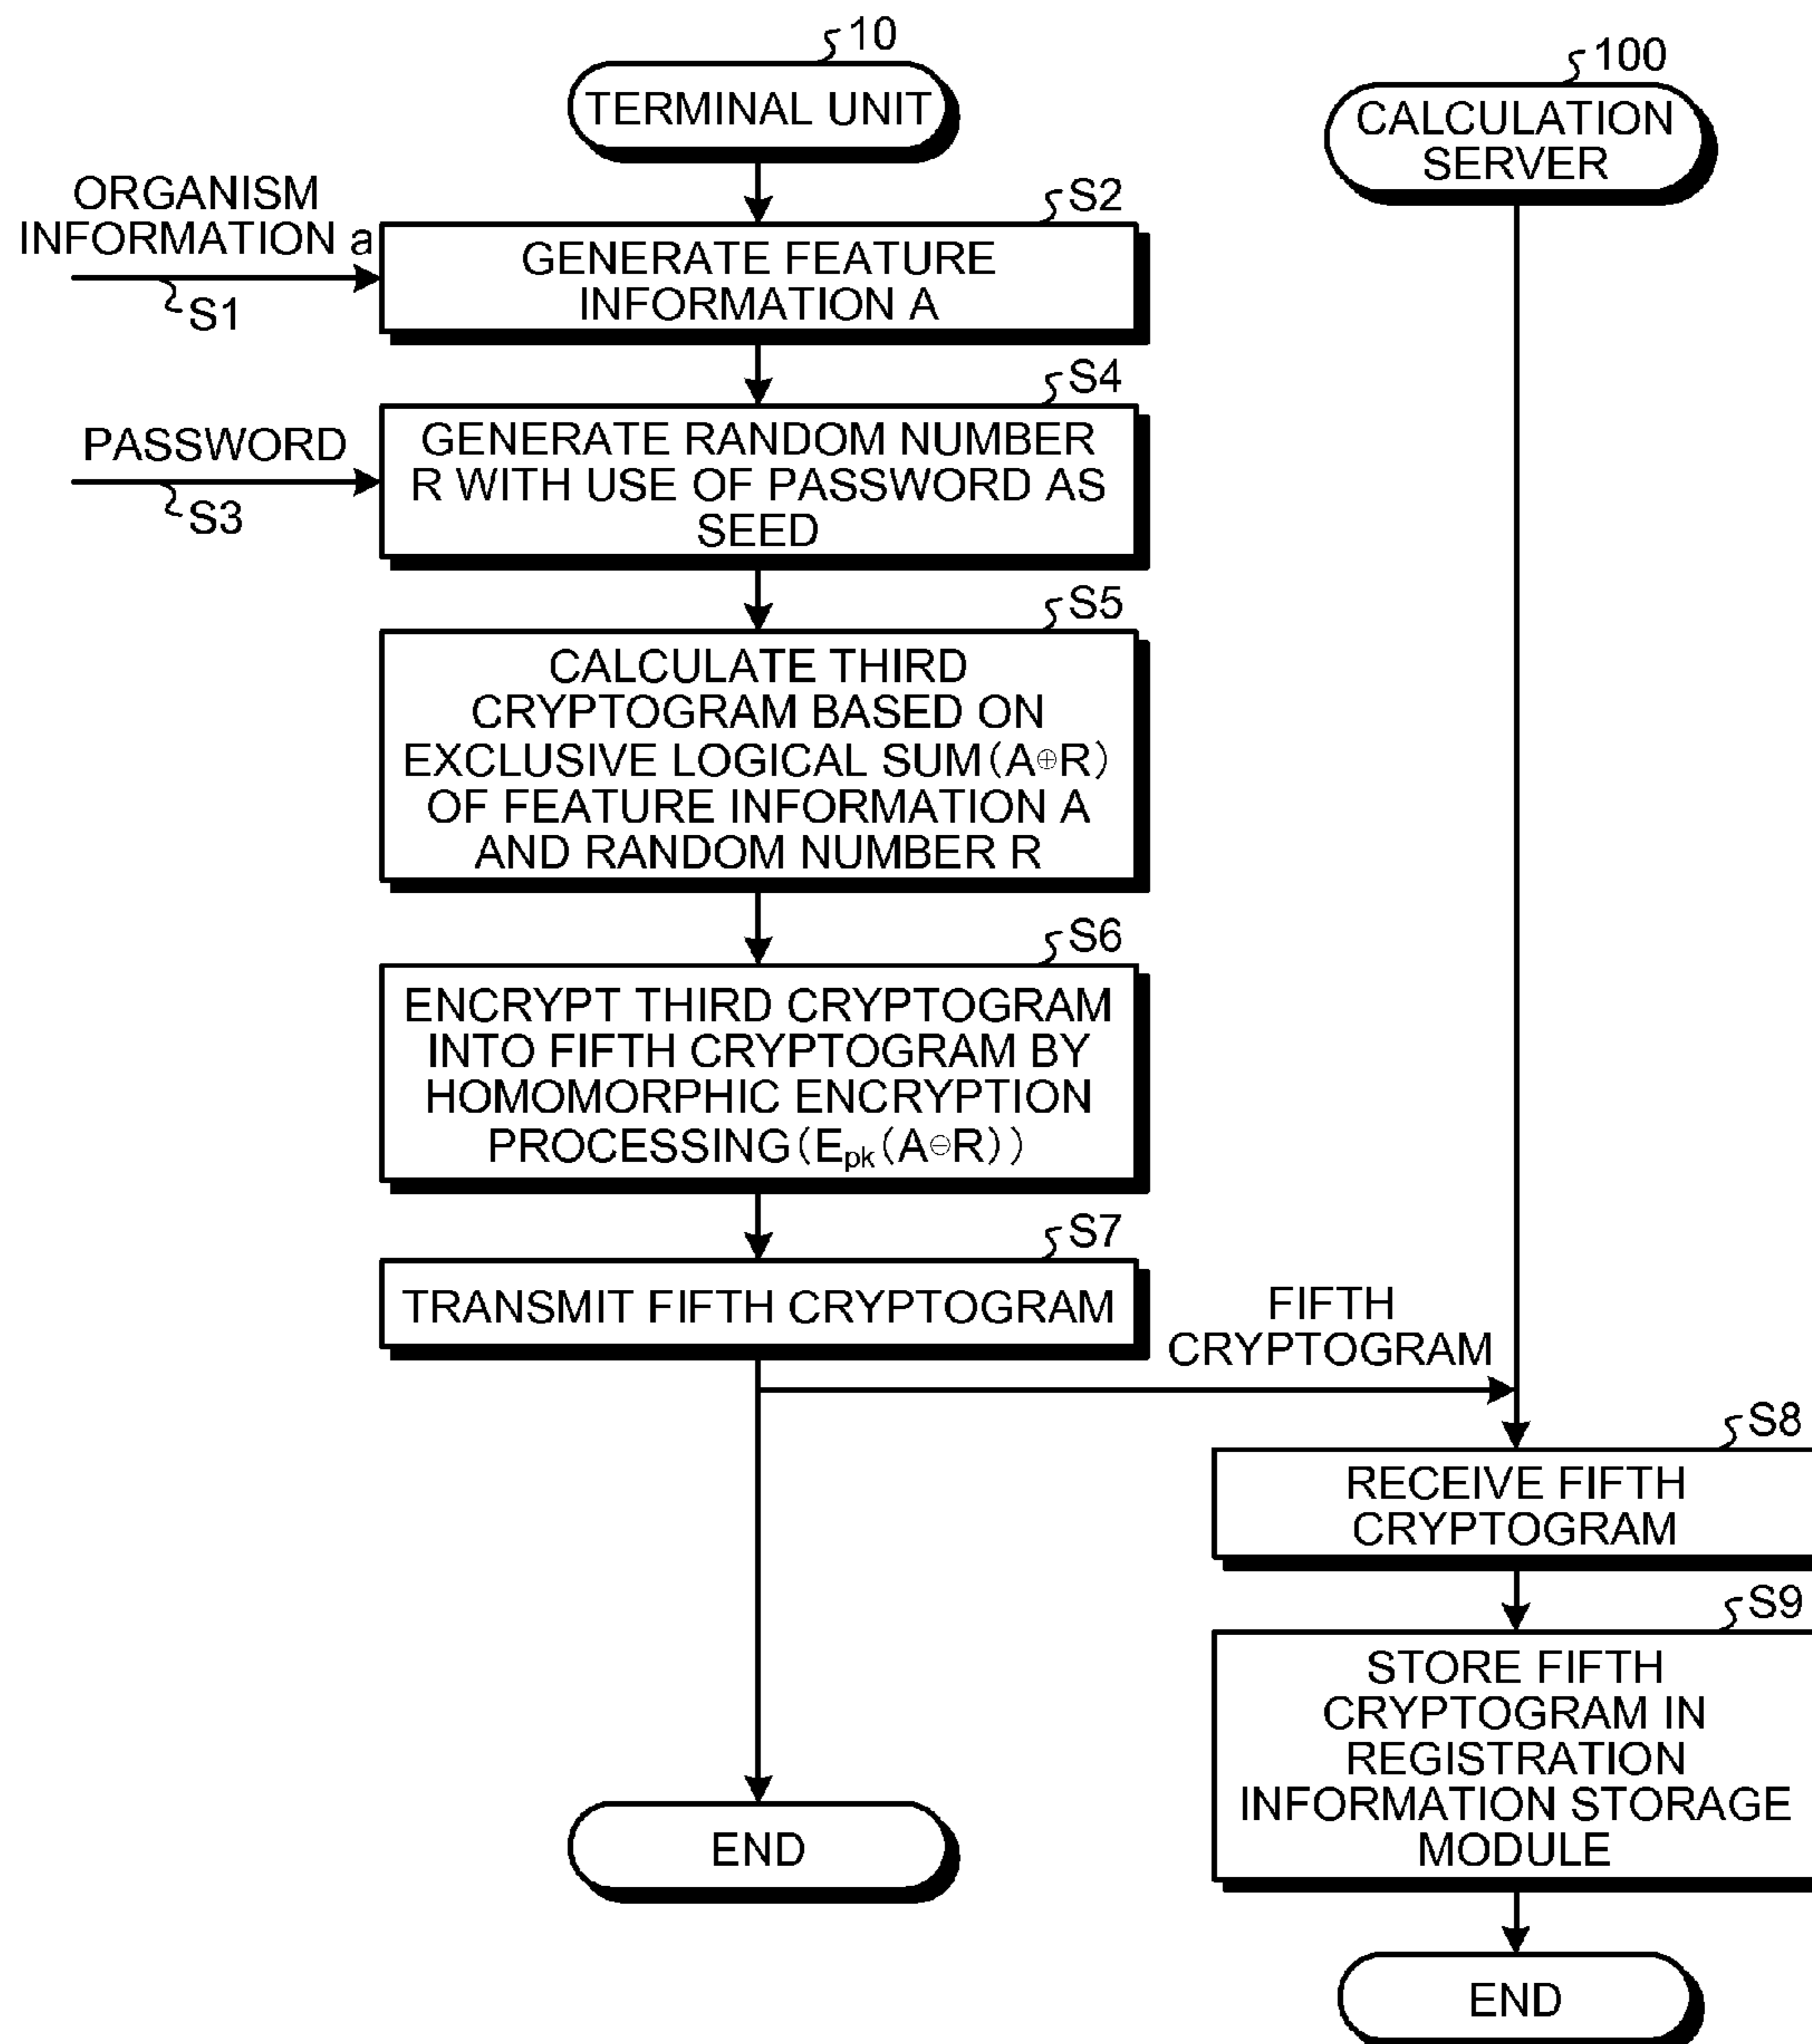 10
TERMINAL UNIT
100
CALCULATION
SERVER
ORGANISM
INFORMATION a
S1
S2
GENERATE FEATURE
INFORMATION A
PASSWORD
S3
S4
GENERATE RANDOM NUMBER
R WITH USE OF PASSWORD AS
SEED
S5
CALCULATE THIRD
CRYPTOGRAM BASED ON
EXCLUSIVE LOGICAL SUM(A⊕R)
OF FEATURE INFORMATION A
AND RANDOM NUMBER R
S6
ENCRYPT THIRD CRYPTOGRAM
INTO FIFTH CRYPTOGRAM BY
HOMOMORPHIC ENCRYPTION
PROCESSING(Epk(A⊖R))
S7
TRANSMIT FIFTH CRYPTOGRAM
FIFTH
CRYPTOGRAM
S8
RECEIVE FIFTH
CRYPTOGRAM
S9
STORE FIFTH
CRYPTOGRAM IN
REGISTRATION
INFORMATION STORAGE
MODULE
END
END